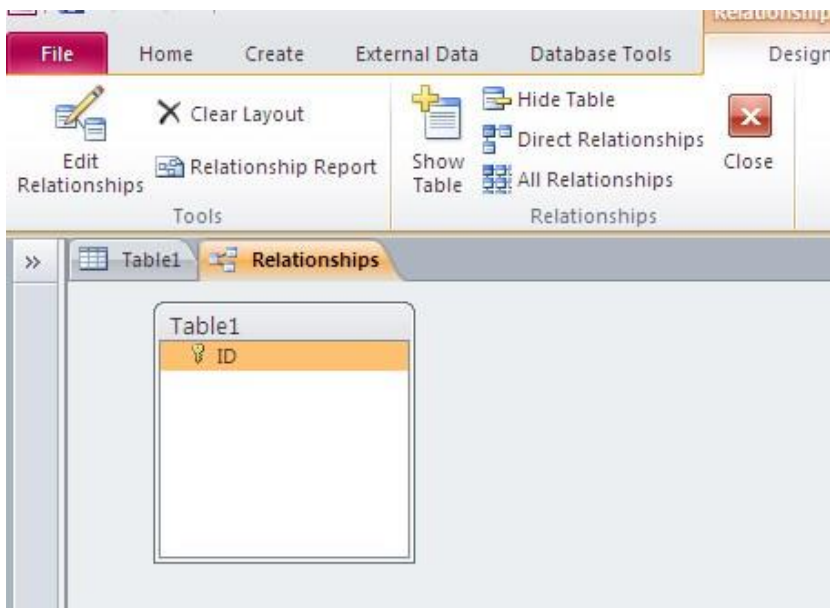 Relationship
File Home Create External Data Database Tools Design
Clear Layout
Hide Table
Direct Relationships
Edit
Relationships
Relationship Report
Show
Table
All Relationships
Close
Tools
Relationships
» Table1 Relationships
Table1
ID